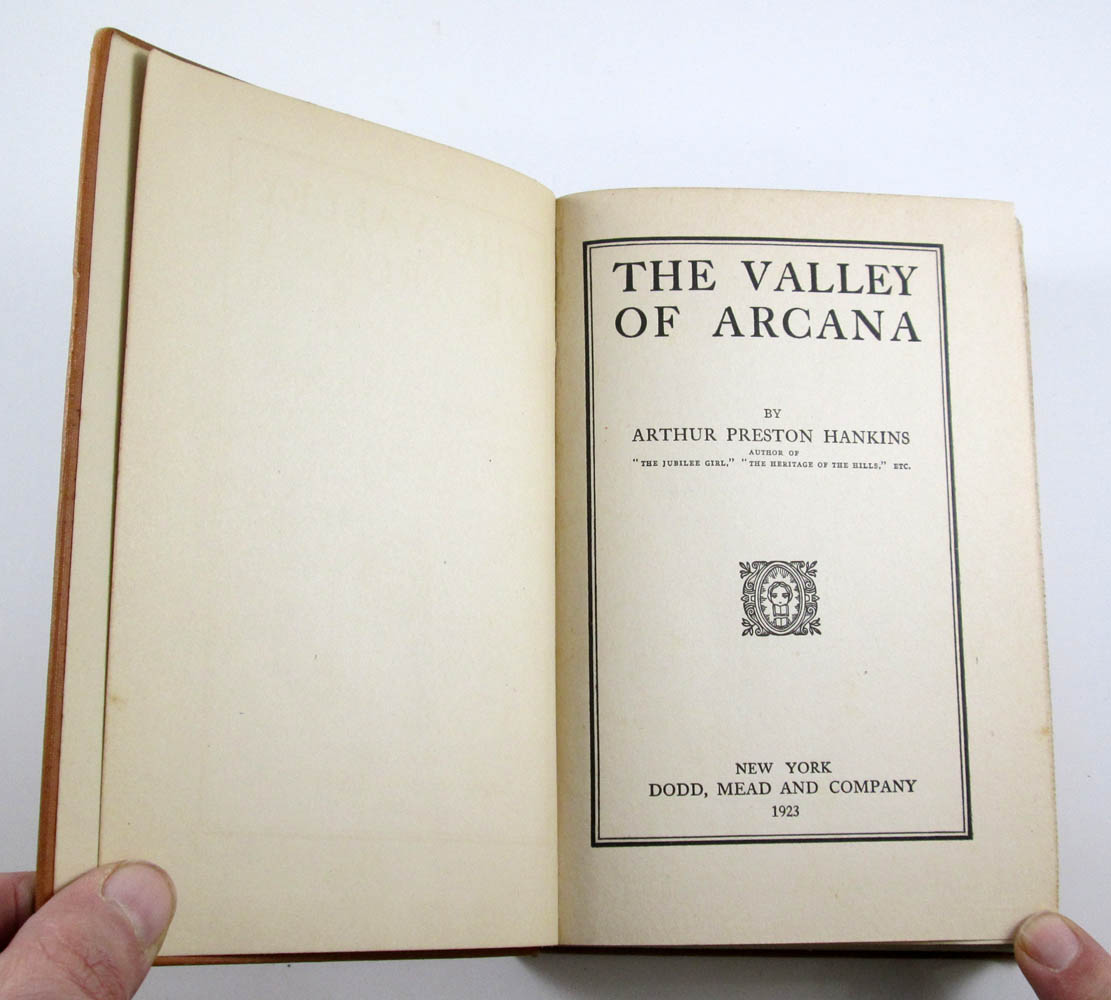 THE VALLEY
OF ARCANA
BY
ARTHUR PRESTON HANKINS
AUTHOR OF
"THE JUBILEE GIRL," "THE HERITAGE OF THE HILLS," ETC.
NEW YORK
DODD, MEAD AND COMPANY
1923